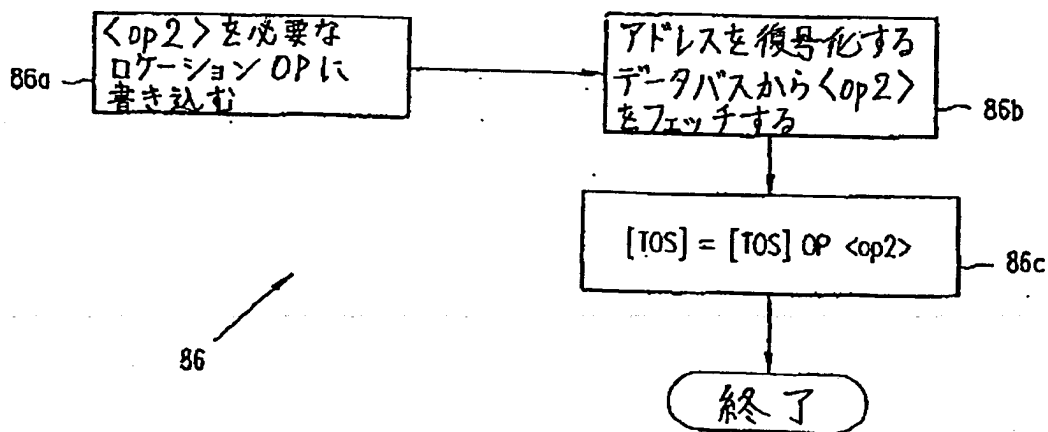 <op2>を必要な
ロケーションOPに
書き込む
86a
アドレスを復号化する
データバスから<op2>
をフェッチする
86b
[TOS] = [TOS] OP <op2>
86c
86
終了